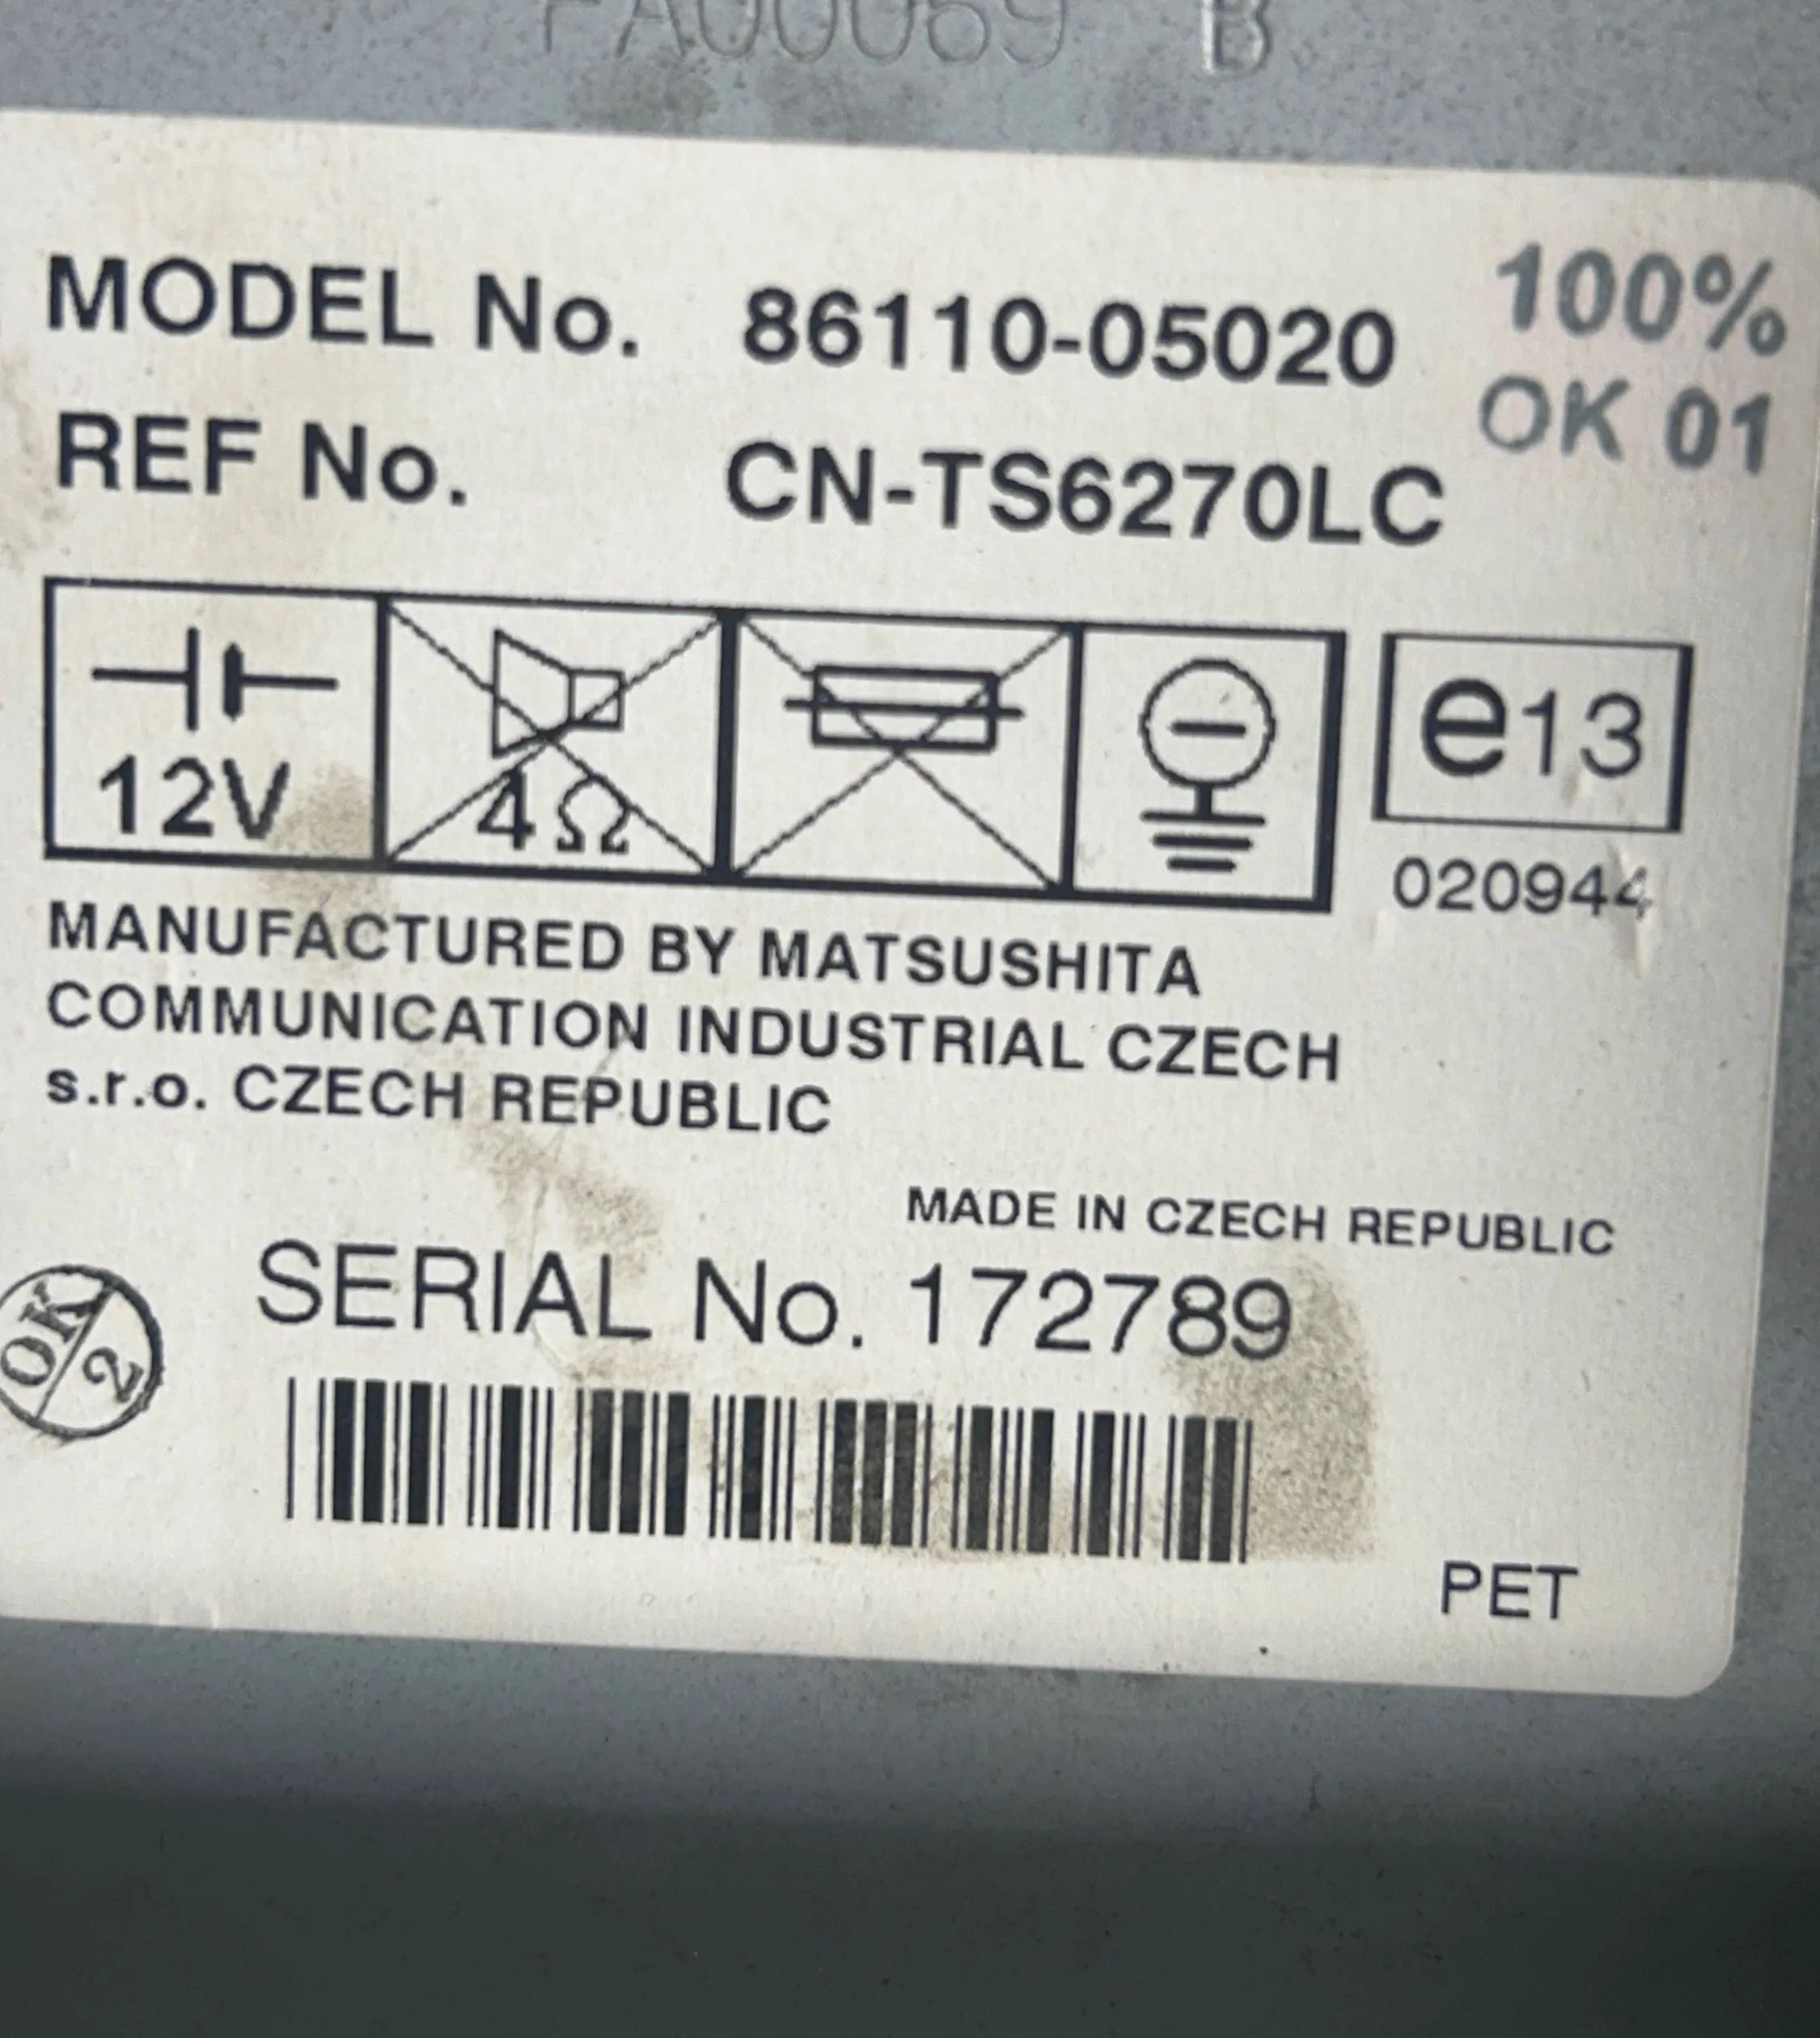 FA00069 B
MODEL No. 86110-05020
100%
REF No. CN-TS6270LC
OK 01
12V
4Ω
e13
020944
MANUFACTURED BY MATSUSHITA
COMMUNICATION INDUSTRIAL CZECH
s.r.o. CZECH REPUBLIC
MADE IN CZECH REPUBLIC
SERIAL No. 172789
OK
2
PET